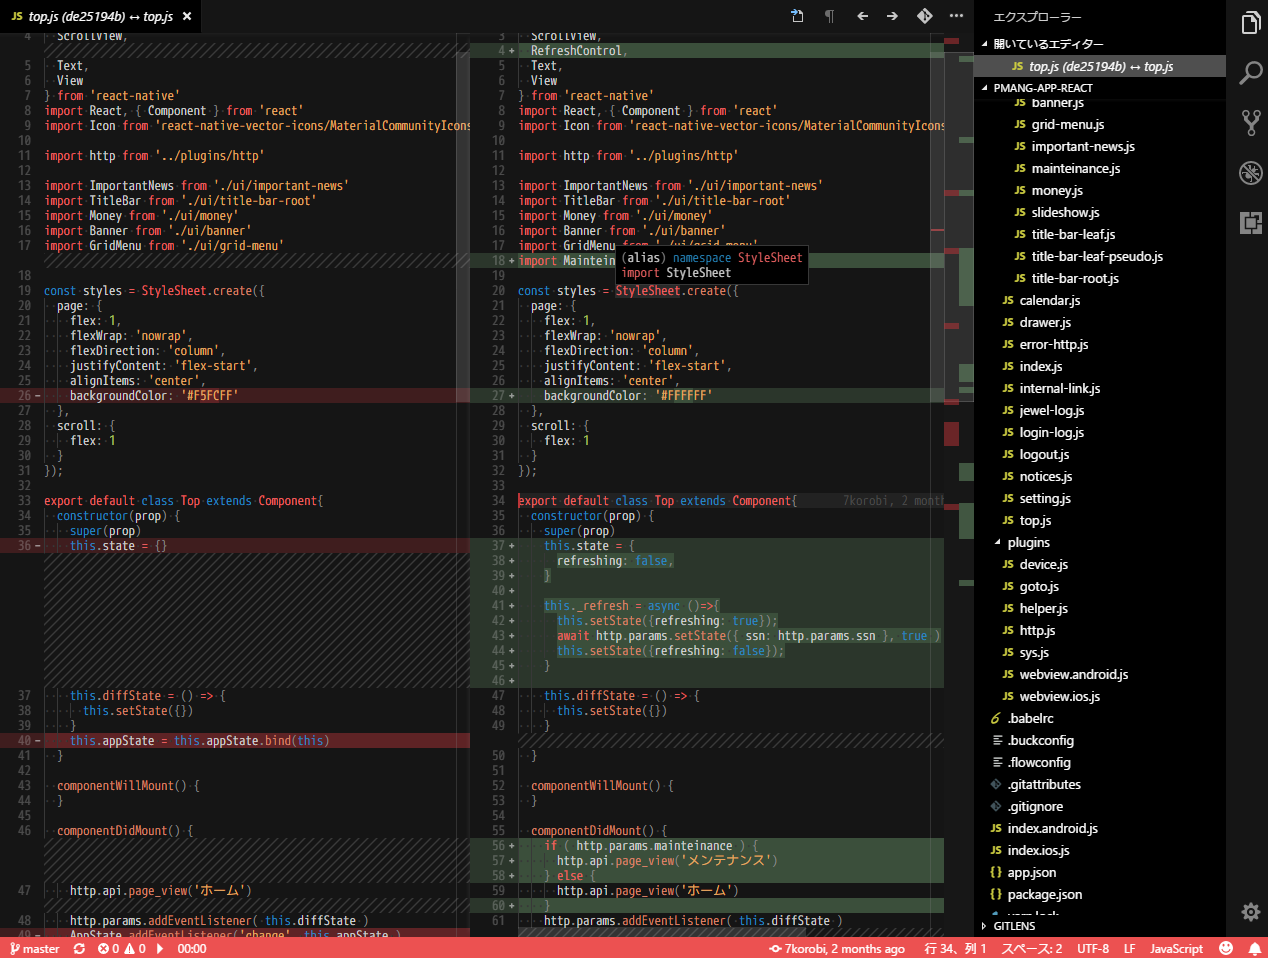 JS top.js (de25194b) ↔ top.js ×
4 ScrollView,
5 Text,
6 View
7 } from 'react-native'
8 import React, { Component } from 'react'
9 import Icon from 'react-native-vector-icons/MaterialCommunityIcons
10
11 import http from '../plugins/http'
12
13 import ImportantNews from './ui/important-news'
14 import TitleBar from './ui/title-bar-root'
15 import Money from './ui/money'
16 import Banner from './ui/banner'
17 import GridMenu from './ui/grid-menu'
18
19 const styles = StyleSheet.create({
20 page: {
21 flex: 1,
22 flexWrap: 'nowrap',
23 flexDirection: 'column',
24 justifyContent: 'flex-start',
25 alignItems: 'center',
26 - backgroundColor: '#F5FCFF'
27 },
28 scroll: {
29 flex: 1
30 }
31 });
32
33 export default class Top extends Component{
34 constructor(prop) {
35 super(prop)
36 - this.state = {}
37 this.diffState = () => {
38 this.setState({})
39 }
40 - this.appState = this.appState.bind(this)
41 }
42
43 componentWillMount() {
44 }
45
46 componentDidMount() {
47 http.api.page_view('ホーム')
48 http.params.addEventListener( this.diffState )
49 - AppState.addEventListener('change', this.appState )
3 ScrollView,
4 + RefreshControl,
5 Text,
6 View
7 } from 'react-native'
8 import React, { Component } from 'react'
9 import Icon from 'react-native-vector-icons/MaterialCommunityIcons
10
11 import http from '../plugins/http'
12
13 import ImportantNews from './ui/important-news'
14 import TitleBar from './ui/title-bar-root'
15 import Money from './ui/money'
16 import Banner from './ui/banner'
17 import GridMenu from './ui/grid-menu'
18 + import Maintein
(alias) namespace StyleSheet
import StyleSheet
19
20 const styles = StyleSheet.create({
21 page: {
22 flex: 1,
23 flexWrap: 'nowrap',
24 flexDirection: 'column',
25 justifyContent: 'flex-start',
26 alignItems: 'center',
27 + backgroundColor: '#FFFFFF'
28 },
29 scroll: {
30 flex: 1
31 }
32 });
33
34 export default class Top extends Component{ 7korobi, 2 month
35 constructor(prop) {
36 super(prop)
37 + this.state = {
38 + refreshing: false,
39 + }
40 +
41 + this._refresh = async ()=>{
42 + this.setState({refreshing: true});
43 + await http.params.setState({ ssn: http.params.ssn }, true )
44 + this.setState({refreshing: false});
45 + }
46 +
47 this.diffState = () => {
48 this.setState({})
49 }
50 }
51
52 componentWillMount() {
53 }
54
55 componentDidMount() {
56 + if ( http.params.mainteinance ) {
57 + http.api.page_view('メンテナンス')
58 + } else {
59 http.api.page_view('ホーム')
60 + }
61 http.params.addEventListener( this.diffState )
エクスプローラー
開いているエディター
JS top.js (de25194b) ↔ top.js
PMANG-APP-REACT
JS banner.js
JS grid-menu.js
JS important-news.js
JS mainteinance.js
JS money.js
JS slideshow.js
JS title-bar-leaf.js
JS title-bar-leaf-pseudo.js
JS title-bar-root.js
JS calendar.js
JS drawer.js
JS error-http.js
JS index.js
JS internal-link.js
JS jewel-log.js
JS login-log.js
JS logout.js
JS notices.js
JS setting.js
JS top.js
plugins
JS device.js
JS goto.js
JS helper.js
JS http.js
JS sys.js
JS webview.android.js
JS webview.ios.js
6 .babelrc
.buckconfig
.flowconfig
.gitattributes
.gitignore
JS index.android.js
JS index.ios.js
{} app.json
{} package.json
yarn.lock
GITLENS
master 0 0 00:00 7korobi, 2 months ago 行 34、列 1 スペース: 2 UTF-8 LF JavaScript